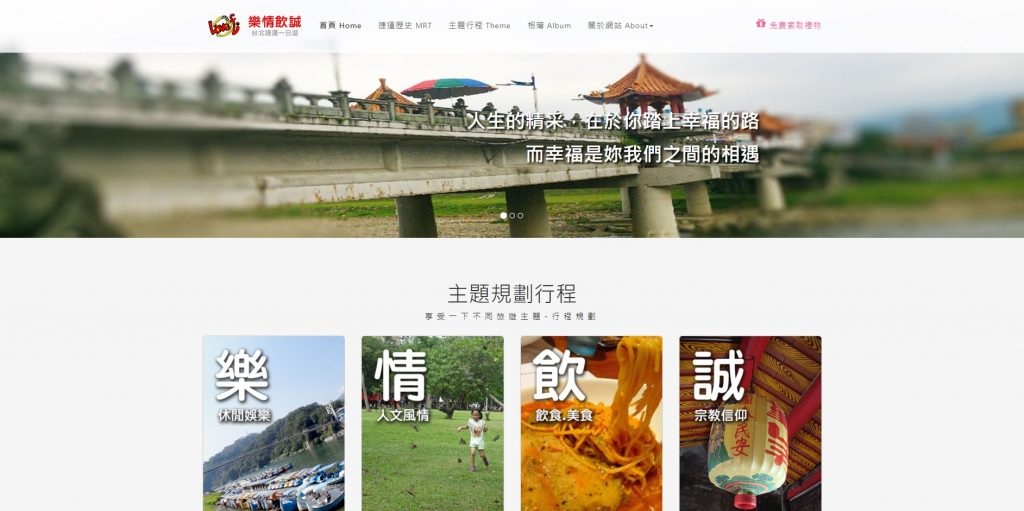 樂情飲誠
台北捷運一日遊
首頁 Home
捷運歷史 MRT
主題行程 Theme
相簿 Album
關於網站 About
免費索取禮物
人生的精采，在於你踏上幸福的路
而幸福是妳我們之間的相遇
主題規劃行程
享受一下不同旅遊主題-行程規劃
樂
休閒娛樂
情
人文風情
飲
飲食.美食
誠
宗教信仰
民安